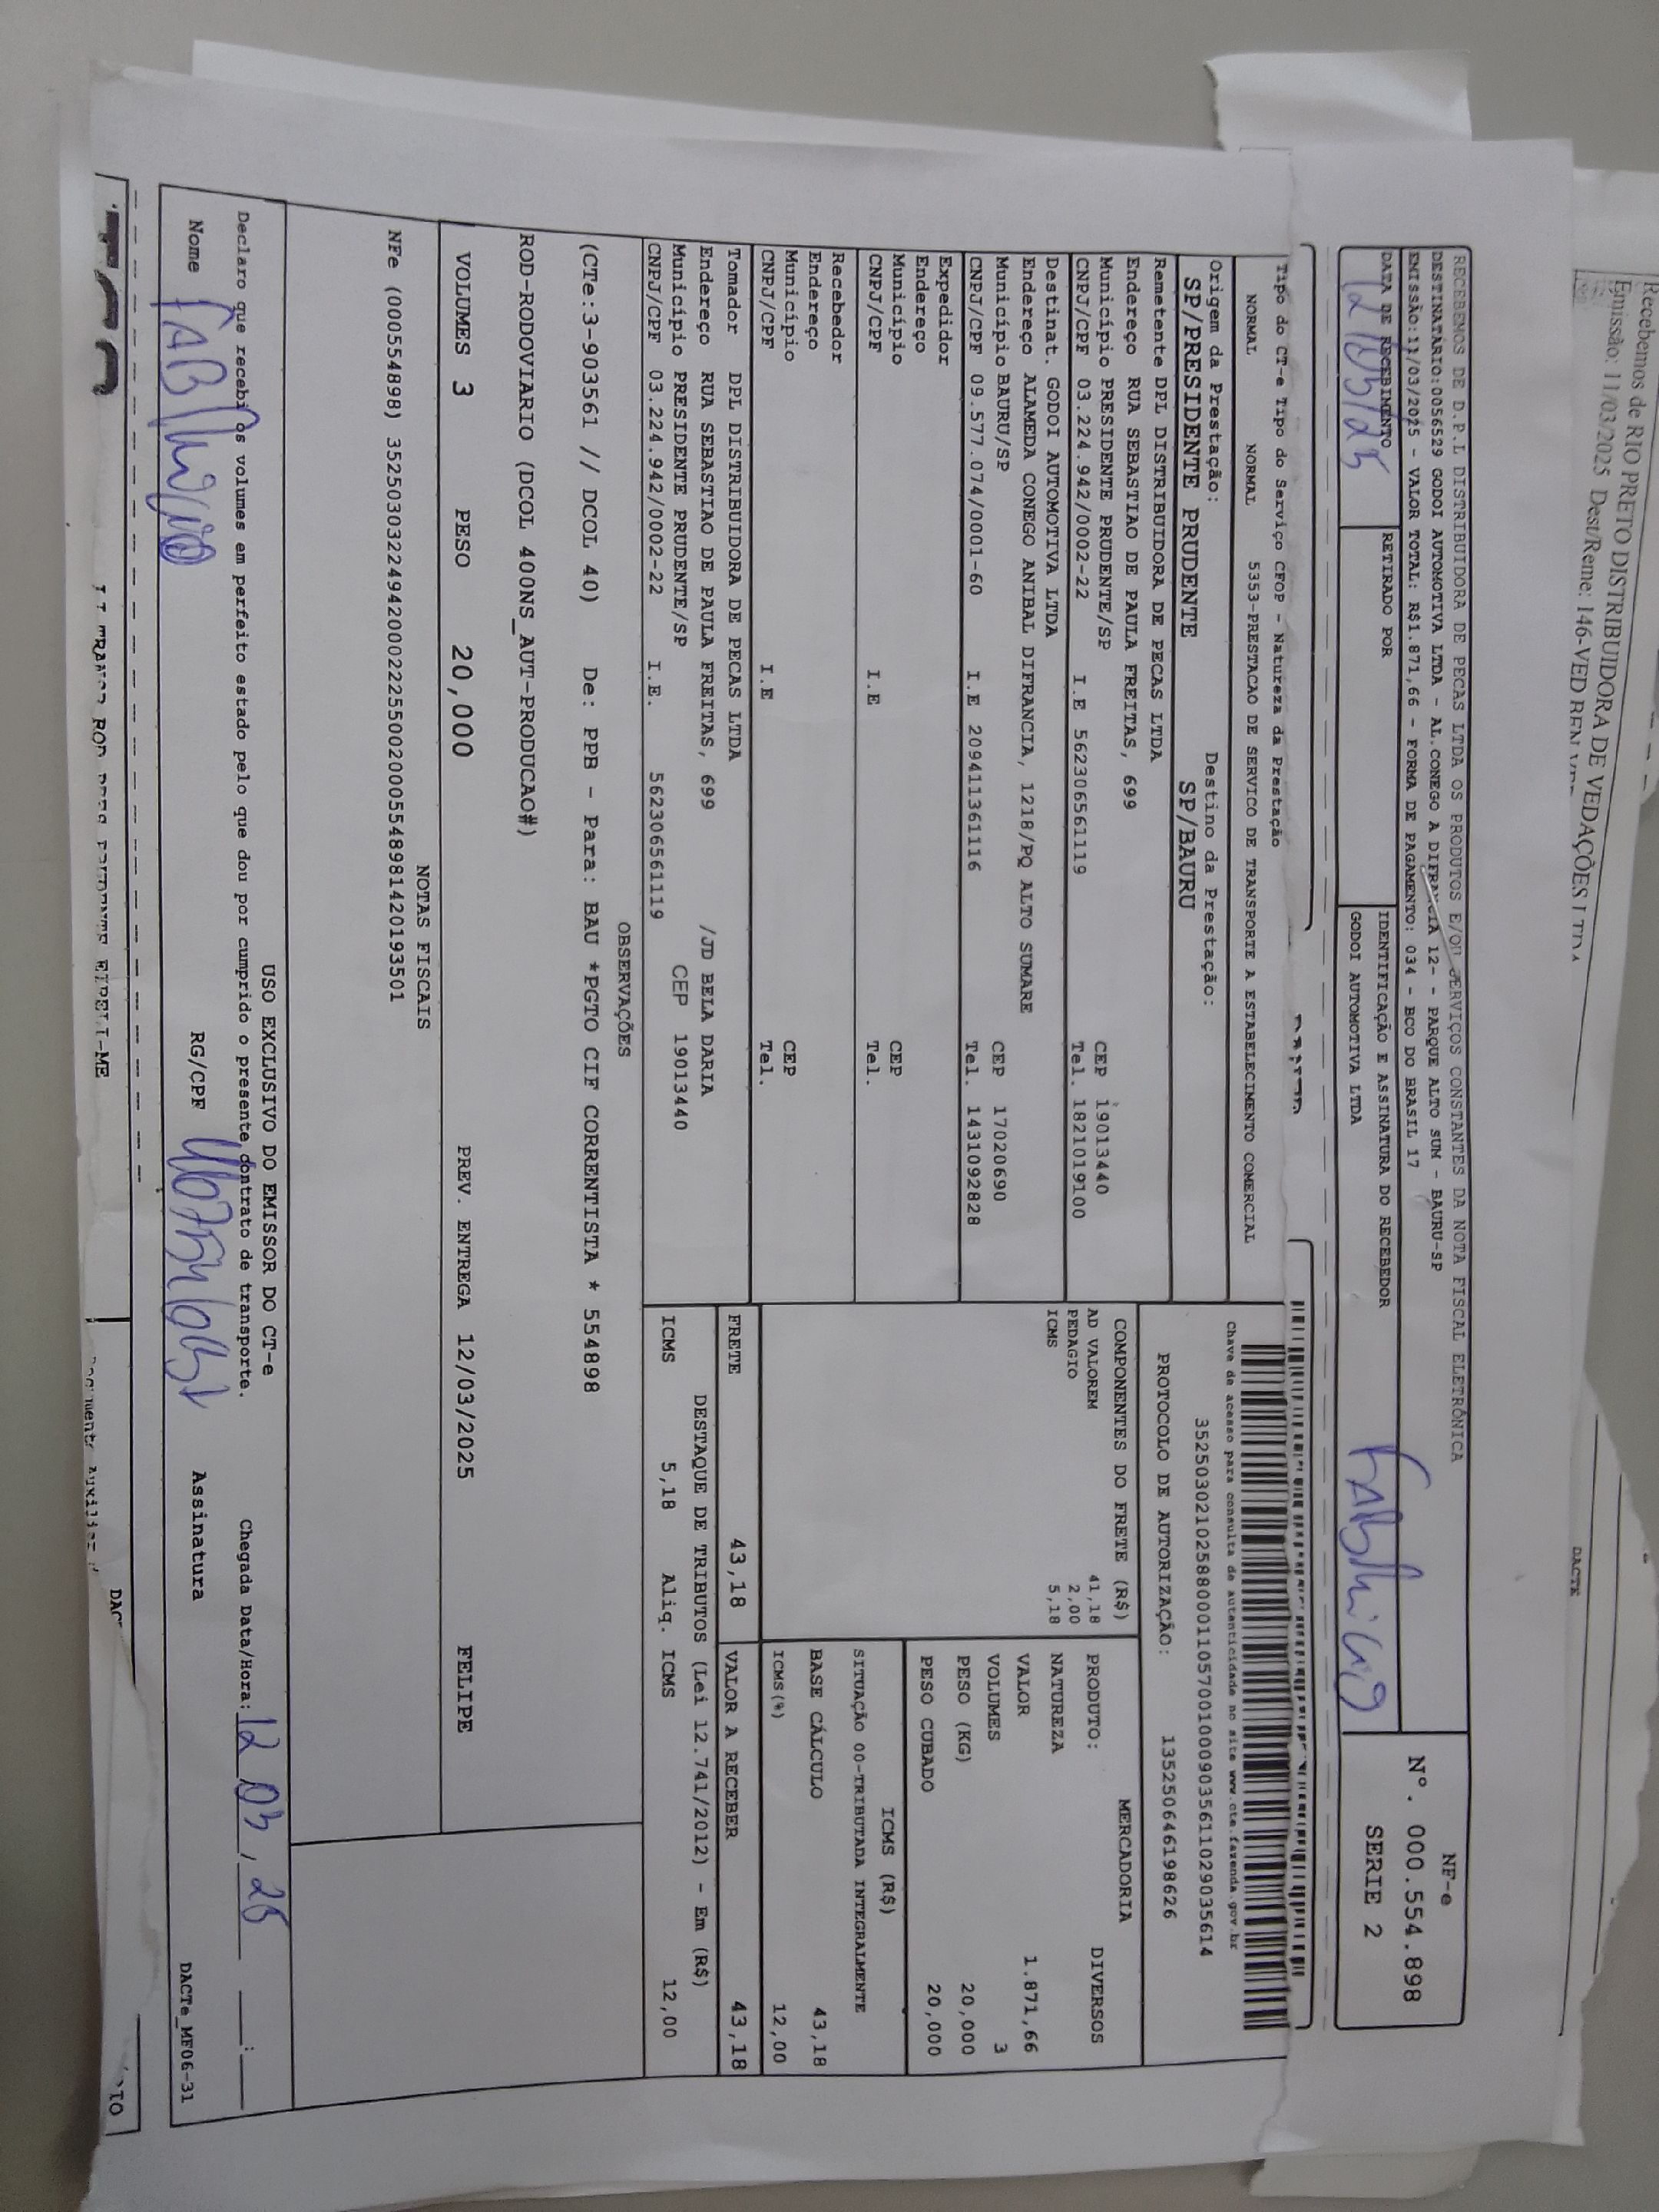 Recebemos de RIO PRETO DISTRIBUIDORA DE VEDAÇÕES LTDA
Emissão: 11/03/2025 Dest/Reme: 146-VED REN
DACTE
RECEBEMOS DE D.P.L DISTRIBUIDORA DE PECAS LTDA OS PRODUTOS E/OU SERVIÇOS CONSTANTES DA NOTA FISCAL ELETRÔNICA
DESTINATÁRIO:0056529 GODOI AUTOMOTIVA LTDA - AL.CONEGO A DIFRANCIA 12- - PARQUE ALTO SUM - BAURU-SP
EMISSÃO:11/03/2025 - VALOR TOTAL: R$1.871,66 - FORMA DE PAGAMENTO: 034 - BCO DO BRASIL 17
NF-e
Nº. 000.554.898
SERIE 2
DATA DE RECEBIMENTO
12/03/25
RETIRADO POR
IDENTIFICAÇÃO E ASSINATURA DO RECEBEDOR
GODOI AUTOMOTIVA LTDA
Fabricio
Tipo do CT-e Tipo do Serviço CFOP - Natureza da Prestação
NORMAL NORMAL 5353-PRESTACAO DE SERVICO DE TRANSPORTE A ESTABELECIMENTO COMERCIAL
Chave de acesso para consulta de autenticidade no site www.cte.fazenda.gov.br
35250302102588000110570010009035611029035614
PROTOCOLO DE AUTORIZAÇÃO: 135250646198626
Origem da Prestação: Destino da Prestação:
SP/PRESIDENTE PRUDENTE SP/BAURU
Remetente DPL DISTRIBUIDORA DE PECAS LTDA
Endereço RUA SEBASTIAO DE PAULA FREITAS, 699
Município PRESIDENTE PRUDENTE/SP CEP 19013440
CNPJ/CPF 03.224.942/0002-22 I.E 562306561119 Tel. 1821019100
Destinat. GODOI AUTOMOTIVA LTDA
Endereço ALAMEDA CONEGO ANIBAL DIFRANCIA, 1218/PQ ALTO SUMARE
Município BAURU/SP CEP 17020690
CNPJ/CPF 09.577.074/0001-60 I.E 209411361116 Tel. 1431092828
Expedidor
Endereço
Município CEP
CNPJ/CPF I.E Tel.
Recebedor
Endereço
Município CEP
CNPJ/CPF I.E Tel.
Tomador DPL DISTRIBUIDORA DE PECAS LTDA
Endereço RUA SEBASTIAO DE PAULA FREITAS, 699 /JD BELA DARIA
Município PRESIDENTE PRUDENTE/SP CEP 19013440
CNPJ/CPF 03.224.942/0002-22 I.E. 562306561119
COMPONENTES DO FRETE (R$)
AD VALOREM 41,18
PEDAGIO 2,00
ICMS 5,18
MERCADORIA
PRODUTO: DIVERSOS
NATUREZA
VALOR 1.871,66
VOLUMES 3
PESO (KG) 20,000
PESO CUBADO 20,000
ICMS (R$)
SITUAÇÃO 00-TRIBUTADA INTEGRALMENTE
BASE CÁLCULO 43,18
ICMS(%) 12,00
FRETE 43,18 VALOR A RECEBER 43,18
DESTAQUE DE TRIBUTOS (Lei 12.741/2012) - Em (R$)
ICMS 5,18 Aliq. ICMS 12,00
OBSERVAÇÕES
(CTe:3-903561 // DCOL 40) De: PPB - Para: BAU *PGTO CIF CORRENTISTA * 554898
ROD-RODOVIARIO (DCOL 400NS_AUT-PRODUCAO#)
VOLUMES 3 PESO 20,000 PREV. ENTREGA 12/03/2025 FELIPE
NOTAS FISCAIS
NFe (000554898) 35250303224942000222550020005548981420193501
USO EXCLUSIVO DO EMISSOR DO CT-e
Declaro que recebi os volumes em perfeito estado pelo que dou por cumprido o presente contrato de transporte. Chegada Data/Hora: 12 / 03 / 25 __:__
Nome Fabricio RG/CPF Assinatura
DACTe_MF06-31